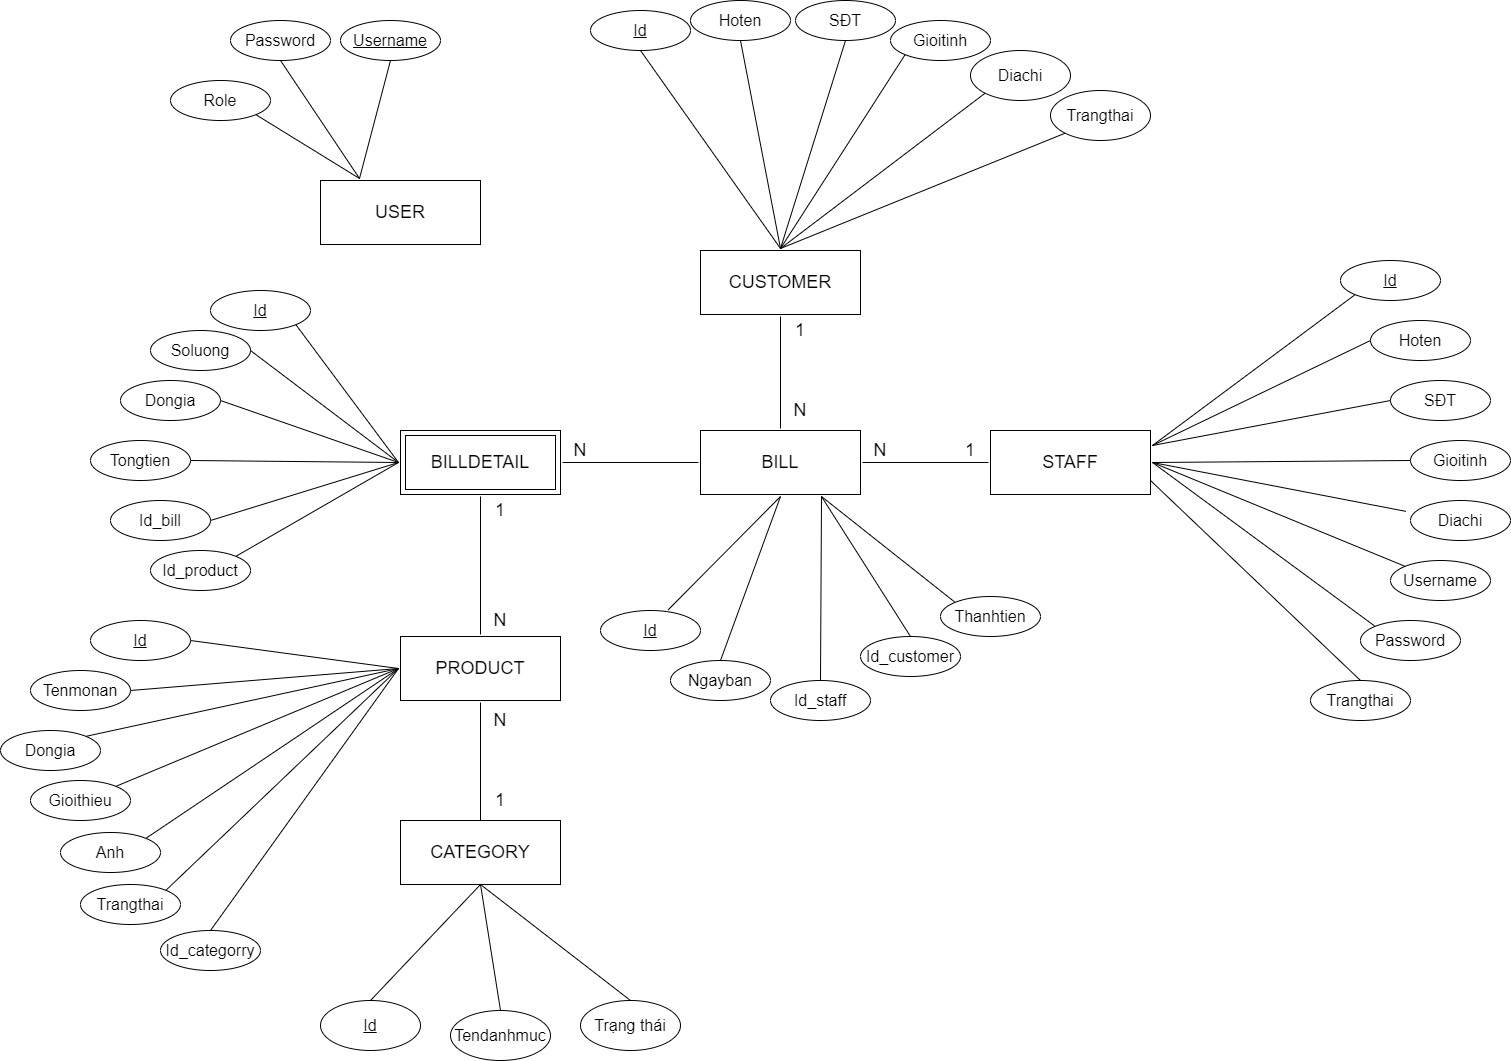 Password
Username
Role
USER
Id
Hoten
SĐT
Gioitinh
Diachi
Trangthai
CUSTOMER
1
N
Id
Soluong
Dongia
Tongtien
Id_bill
Id_product
BILLDETAIL
N
BILL
N
1
STAFF
Id
Hoten
SĐT
Gioitinh
Diachi
Username
Password
Trangthai
Id
Ngayban
Id_staff
Id_customer
Thanhtien
1
N
Id
Tenmonan
Dongia
Gioithieu
Anh
Trangthai
Id_categorry
PRODUCT
N
1
CATEGORY
Id
Tendanhmuc
Trạng thái